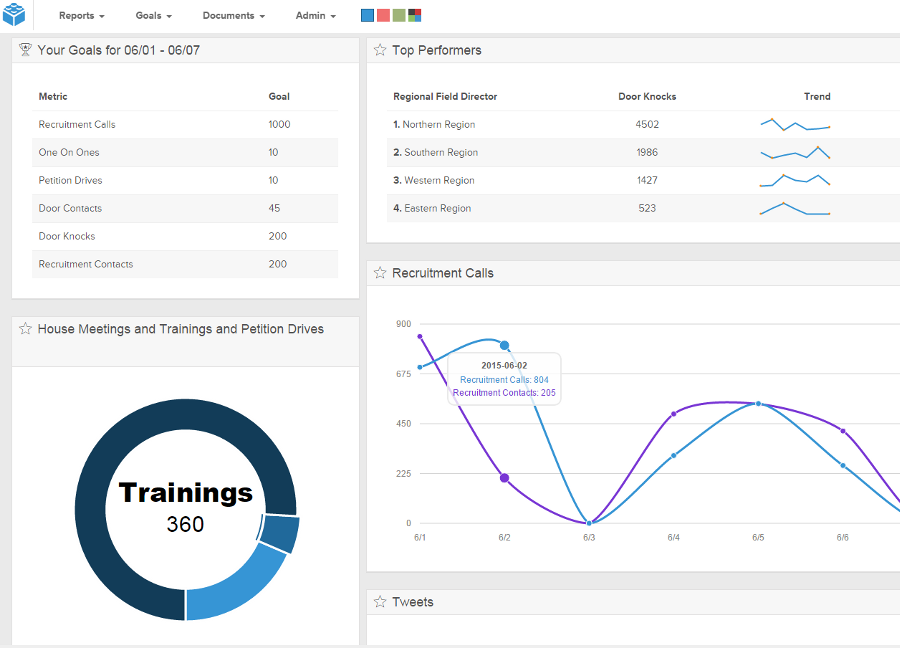 Reports Goals Documents Admin
Your Goals for 06/01 - 06/07
Metric Goal
Recruitment Calls 1000
One On Ones 10
Petition Drives 10
Door Contacts 45
Door Knocks 200
Recruitment Contacts 200
House Meetings and Trainings and Petition Drives
Trainings
360
Top Performers
Regional Field Director Door Knocks Trend
1. Northern Region 4502
2. Southern Region 1986
3. Western Region 1427
4. Eastern Region 523
Recruitment Calls
900
675
450
225
0
2015-06-02
Recruitment Calls: 804
Recruitment Contacts: 205
6/1 6/2 6/3 6/4 6/5 6/6
Tweets